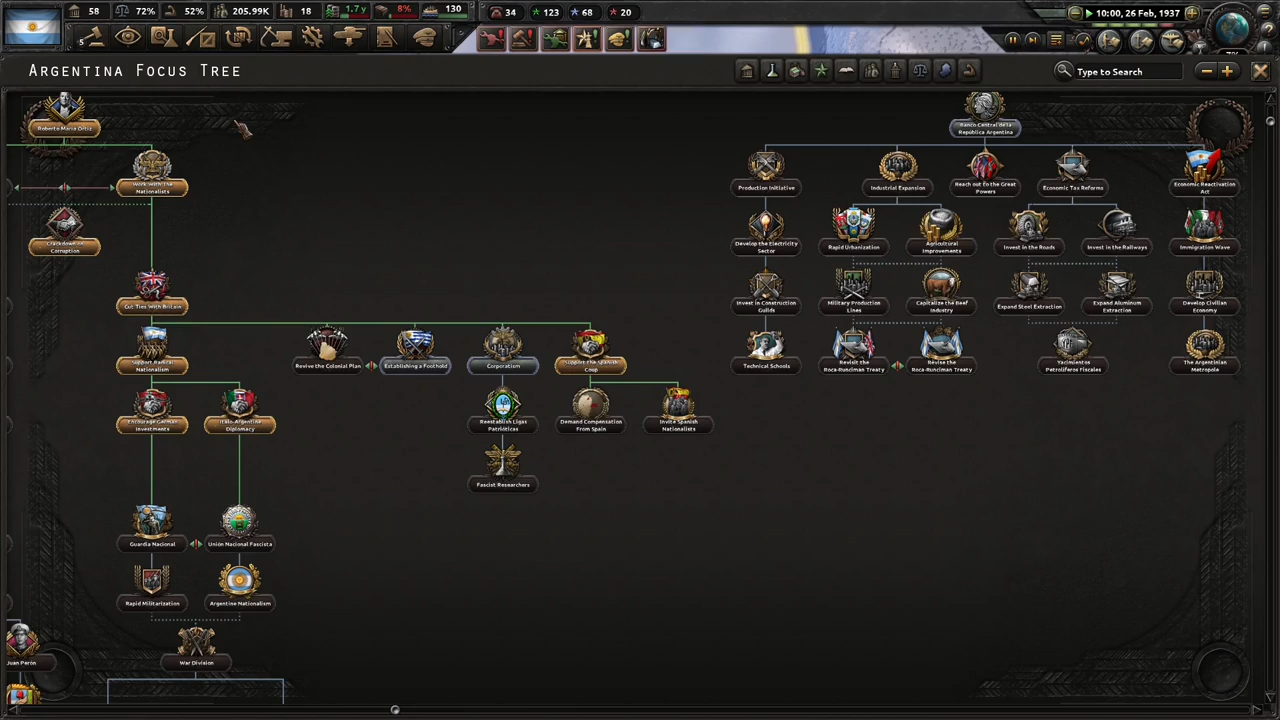 58 72% 52% 205.99K 18 1.7y 8% 130 34 123 68 20 10:00, 26 Feb, 1937
5
ARGENTINA FOCUS TREE
Type to Search
Roberto María Ortiz
Banco Central de la
República Argentina
Work With the
Nationalists
Production Initiative
Industrial Expansion
Reach out to the Great
Powers
Economic Tax Reforms
Economic Reactivation
Act
Crackdown on
Corruption
Develop the Electricity
Sector
Rapid Urbanization
Agricultural
Improvements
Invest in the Roads
Invest in the Railways
Immigration Wave
Cut Ties With Britain
Invest in Construction
Guilds
Military Production
Lines
Capitalize the Beef
Industry
Expand Steel Extraction
Expand Aluminum
Extraction
Develop Civilian
Economy
Support Radical
Nationalism
Revive the Colonial Plan
Establishing a Foothold
Corporatism
Support the Spanish
Coup
Technical Schools
Revisit the
Roca-Runciman Treaty
Revise the
Roca-Runciman Treaty
Yacimientos
Petrolíferos Fiscales
The Argentinian
Metropole
Encourage German
Investments
Italo-Argentine
Diplomacy
Reestablish Ligas
Patrióticas
Demand Compensation
From Spain
Invite Spanish
Nationalists
Fascist Researchers
Guardia Nacional
Unión Nacional Fascista
Rapid Militarization
Argentine Nationalism
Juan Perón
War Division